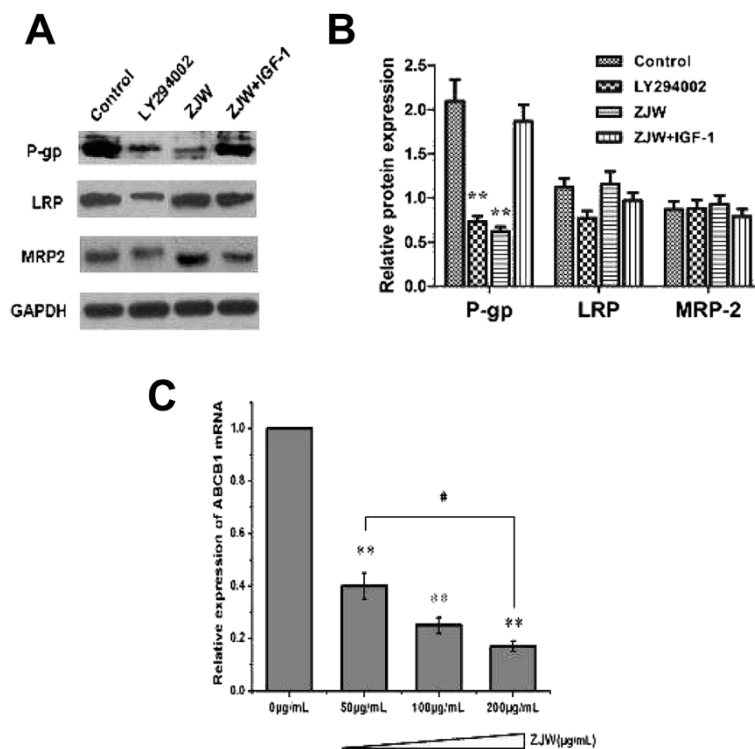 A
Control LY294002 ZJW ZJW+IGF-1
P-gp
LRP
MRP2
GAPDH
B
Relative protein expression
2.5
2.0
1.5
1.0
0.5
0.0
Control
LY294002
ZJW
ZJW+IGF-1
** **
P-gp LRP MRP-2
C
Relative expression of ABCB1 mRNA
1.0
0.8
0.6
0.4
0.2
0.0
#
**
**
**
0μg/mL 50μg/mL 100μg/mL 200μg/mL
ZJW(μg/mL)